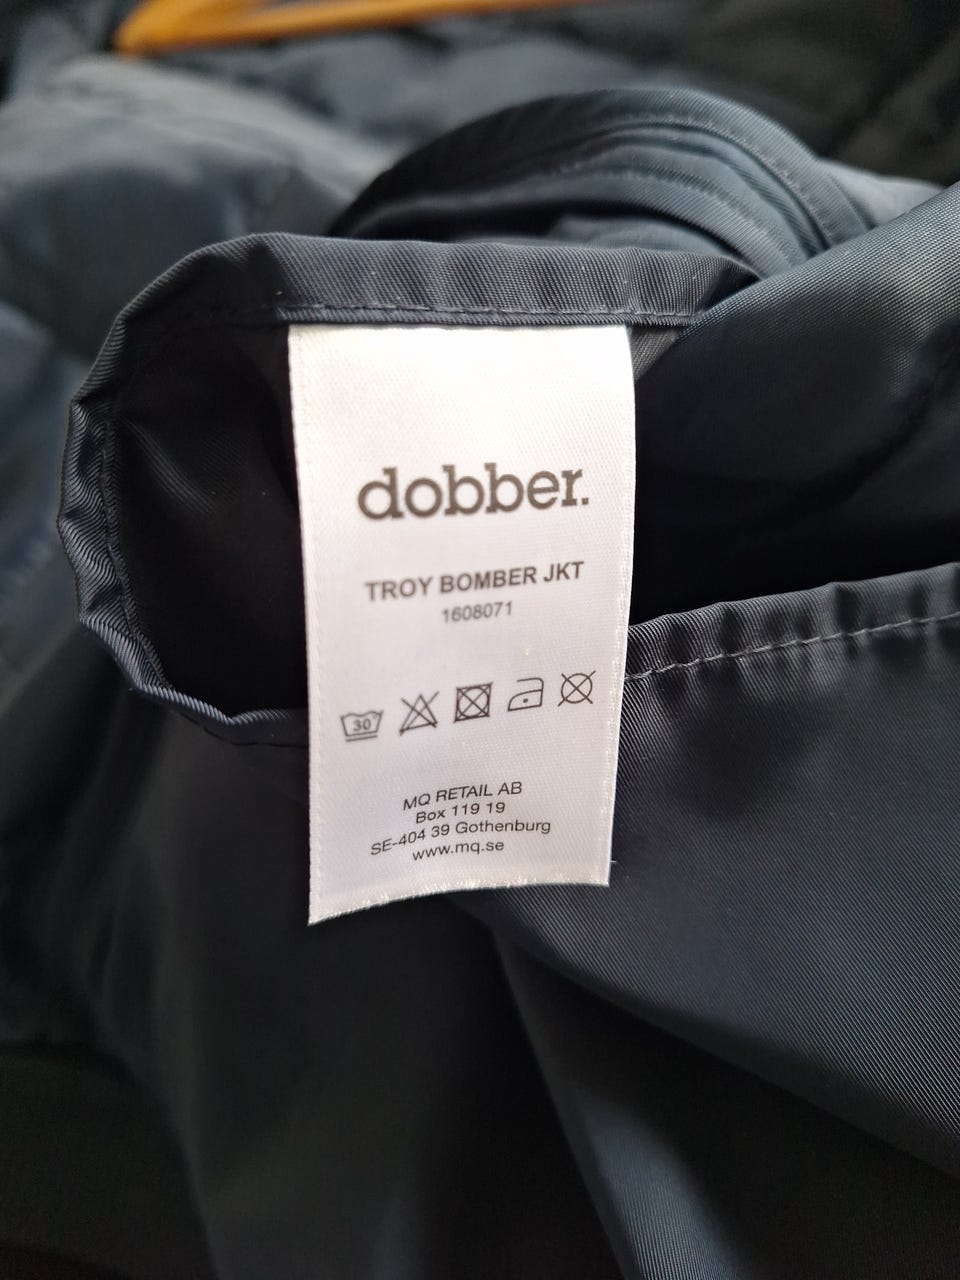 dobber.
TROY BOMBER JKT
1608071
30°
MQ RETAIL AB
Box 119 19
SE-404 39 Gothenburg
www.mq.se